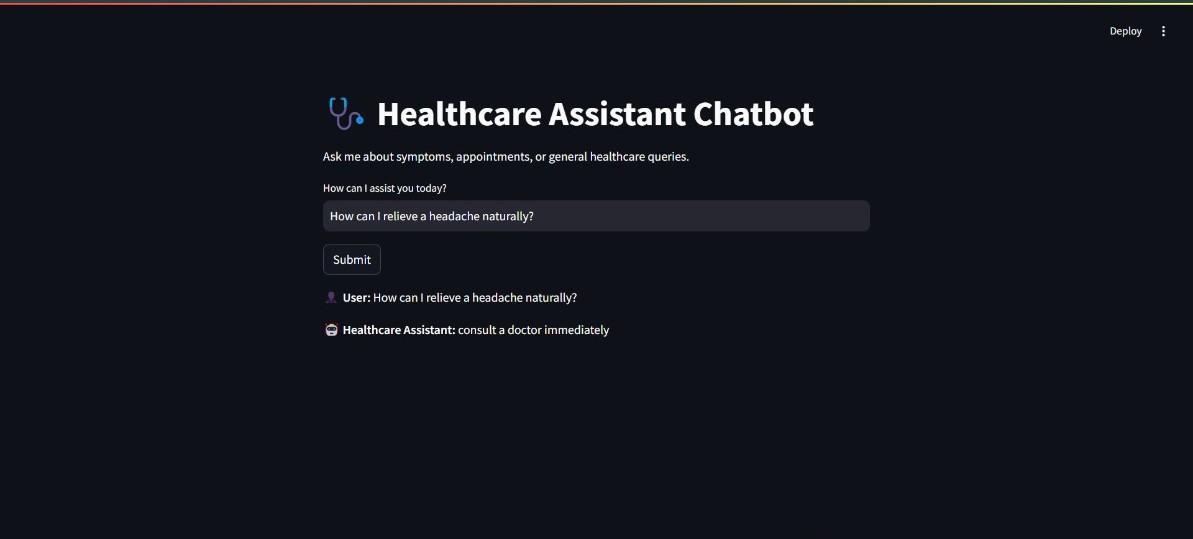 Deploy
Healthcare Assistant Chatbot
Ask me about symptoms, appointments, or general healthcare queries.
How can I assist you today?
How can I relieve a headache naturally?
Submit
User: How can I relieve a headache naturally?
Healthcare Assistant: consult a doctor immediately